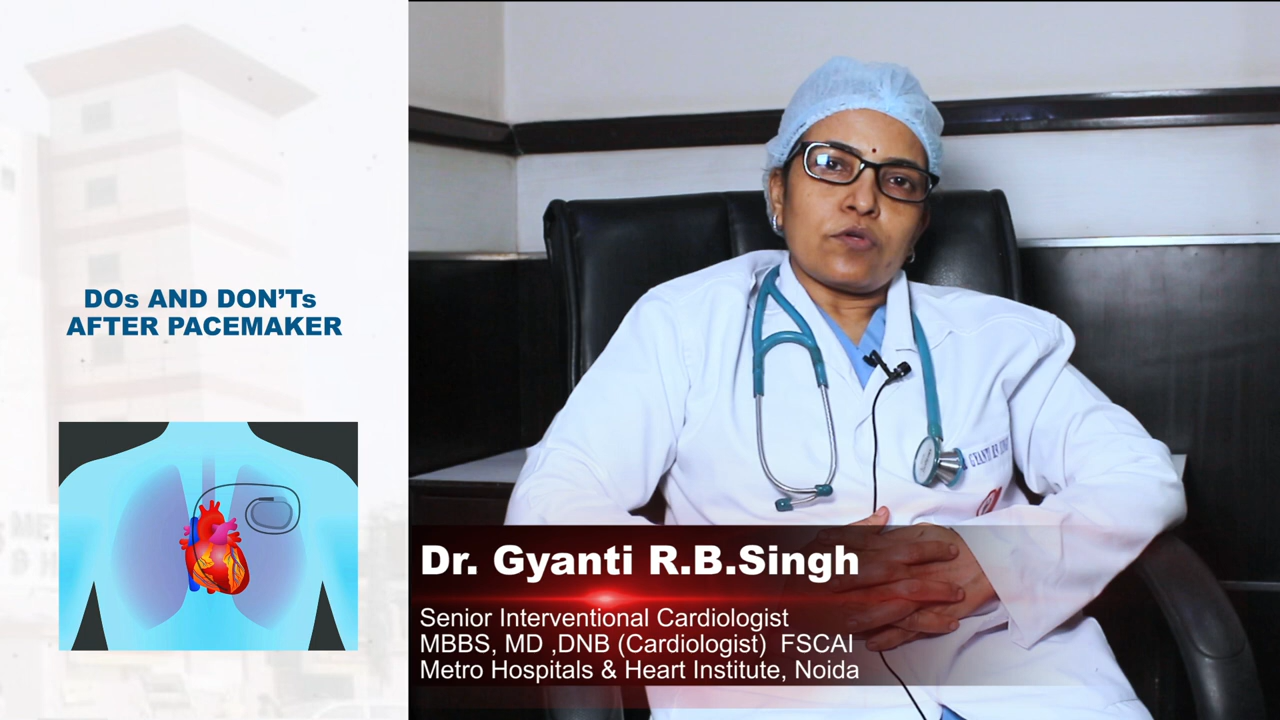 DOs AND DON’Ts
AFTER PACEMAKER
GYANTI R.B.
Dr. Gyanti R.B.Singh
Senior Interventional Cardiologist
MBBS, MD ,DNB (Cardiologist)  FSCAI
Metro Hospitals & Heart Institute, Noida